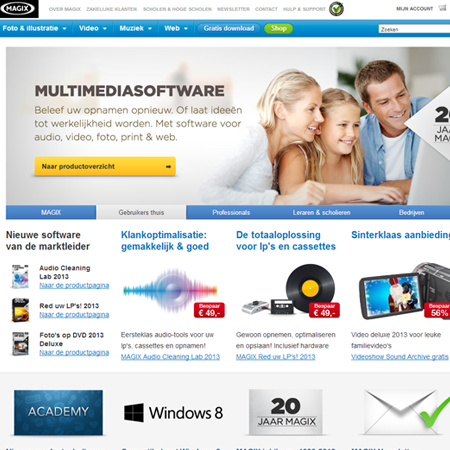 MAGIX
OVER MAGIX ZAKELIJKE KLANTEN SCHOLEN & HOGE SCHOLEN NEWSLETTER CONTACT HULP & SUPPORT MIJN ACCOUNT
Foto & illustratie Video Muziek Web Gratis download Shop Zoeken
MULTIMEDIASOFTWARE
Beleef uw opnamen opnieuw. Of laat ideeën
tot werkelijkheid worden. Met software voor
audio, video, foto, print & web.
Naar productoverzicht
20
JAAR
MAGIX
MAGIX Gebruikers thuis Professionals Leraren & scholieren Bedrijven
Nieuwe software
van de marktleider
Audio Cleaning
Lab 2013
Naar de productpagina
Red uw LP's! 2013
Naar de productpagina
Foto's op DVD 2013
Deluxe
Naar de productpagina
Klankoptimalisatie:
gemakkelijk & goed
Bespaar
€ 49,-
Eersteklas audio-tools voor uw
lp's, cassettes en opnamen!
MAGIX Audio Cleaning Lab 2013
De totaaloplossing
voor lp's en cassettes
Bespaar
€ 49,-
Gewoon opnemen, optimaliseren
en opslaan! Inclusief hardware
MAGIX Red uw LP's! 2013
Sinterklaas aanbieding
Bespaar
56%
Video deluxe 2013 voor leuke
familievideo's!
Videoshow Sound Archive gratis
ACADEMY
Windows 8
20
JAAR MAGIX